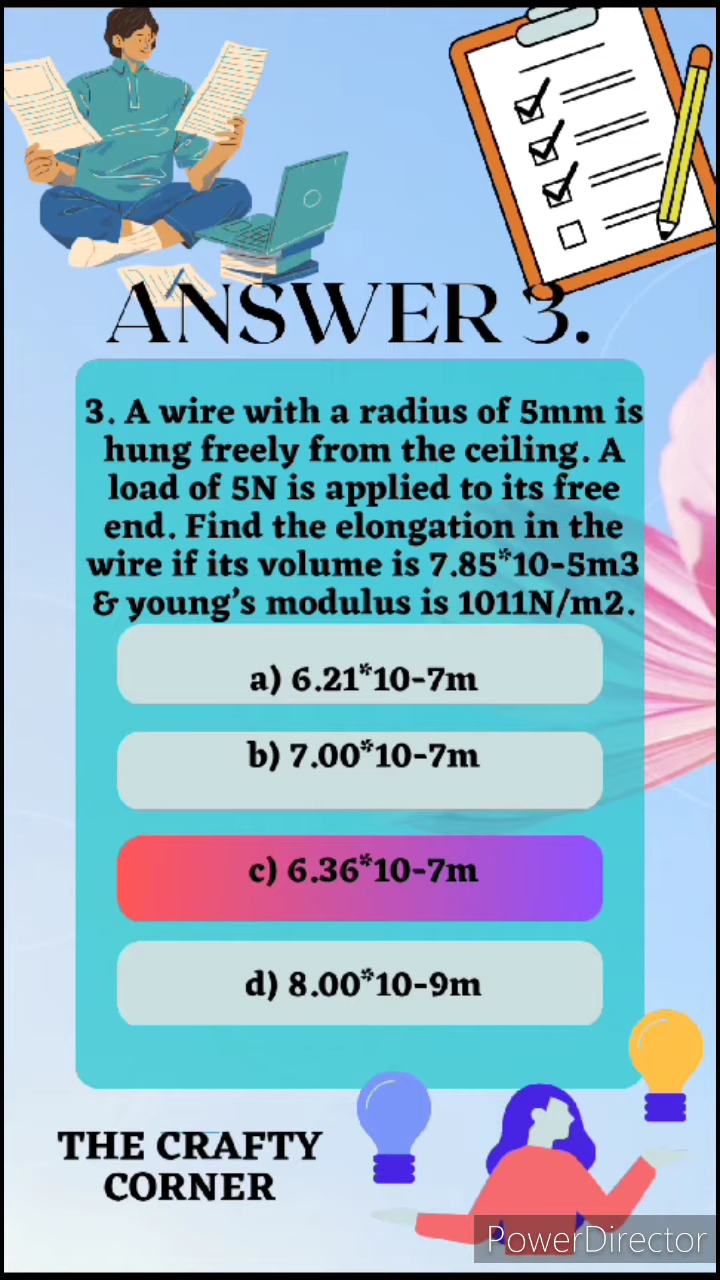 ANSWER 3.
3. A wire with a radius of 5mm is
hung freely from the ceiling. A
load of 5N is applied to its free
end. Find the elongation in the
wire if its volume is 7.85*10-5m3
& young's modulus is 1011N/m2.
a) 6.21*10-7m
b) 7.00*10-7m
c) 6.36*10-7m
d) 8.00*10-9m
THE CRAFTY
CORNER
PowerDirector